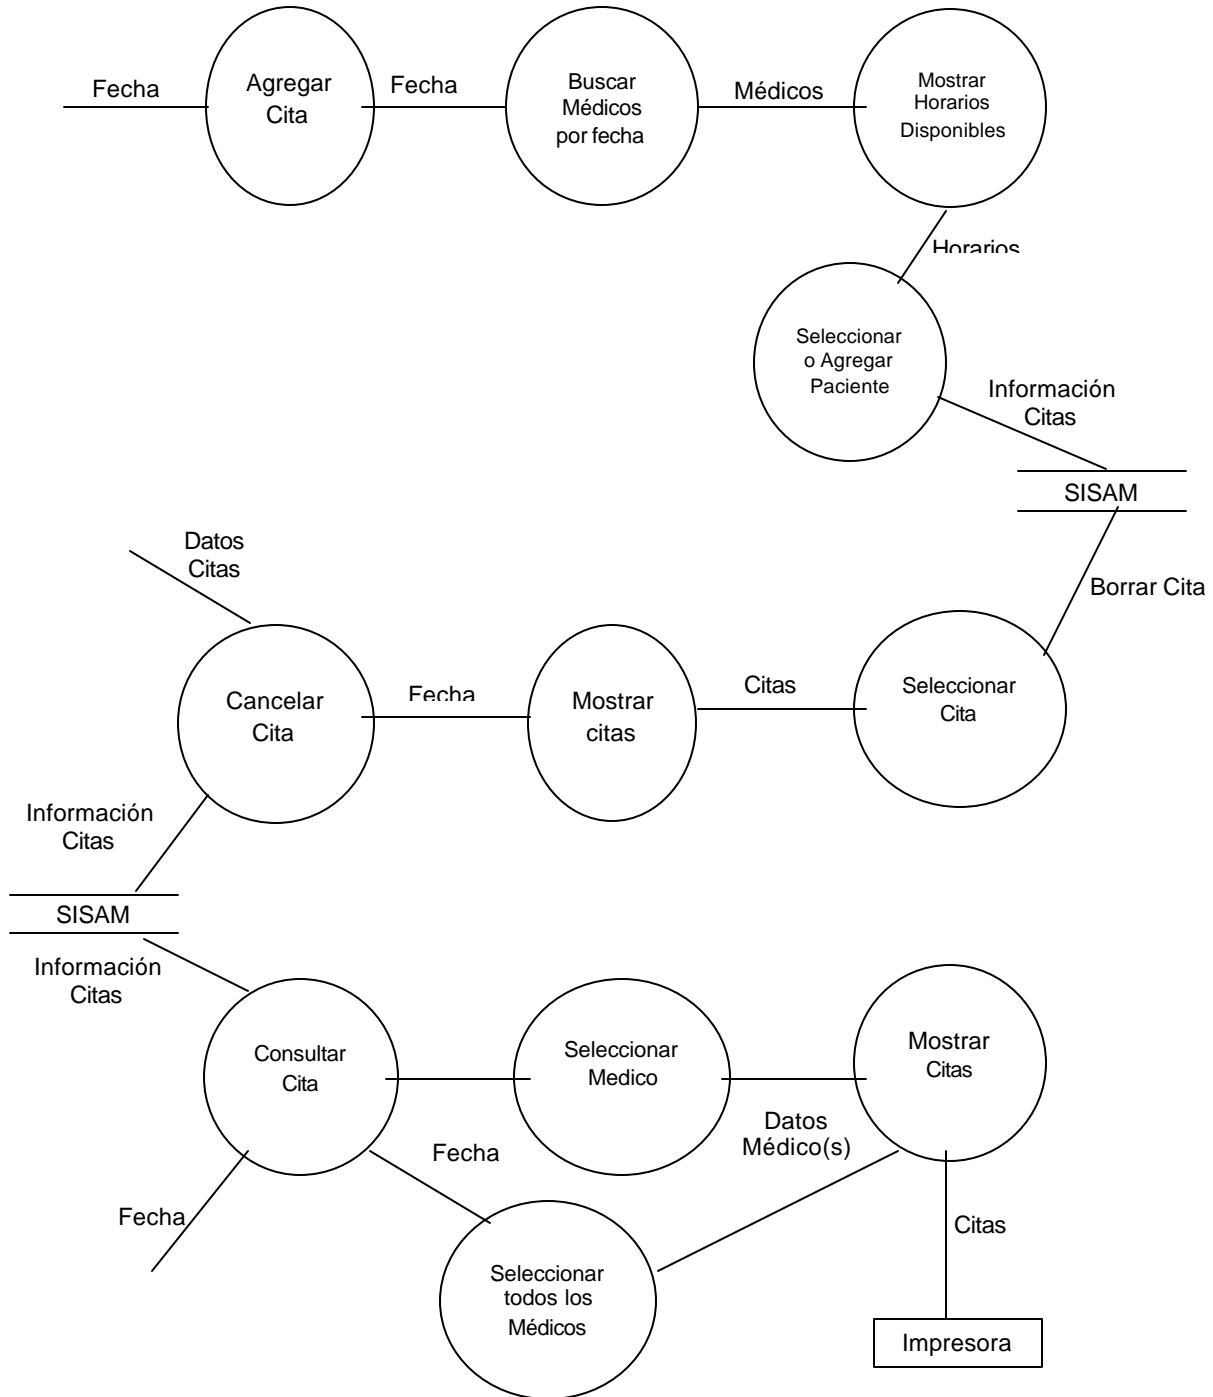 Fecha
Agregar
Cita
Fecha
Buscar
Médicos
por fecha
Médicos
Mostrar
Horarios
Disponibles
Horarios
Seleccionar
o Agregar
Paciente
Información
Citas
SISAM
Borrar Cita
Datos
Citas
Cancelar
Cita
Fecha
Mostrar
citas
Citas
Seleccionar
Cita
Información
Citas
SISAM
Información
Citas
Consultar
Cita
Seleccionar
Medico
Mostrar
Citas
Fecha
Datos
Médico(s)
Fecha
Seleccionar
todos los
Médicos
Citas
Impresora